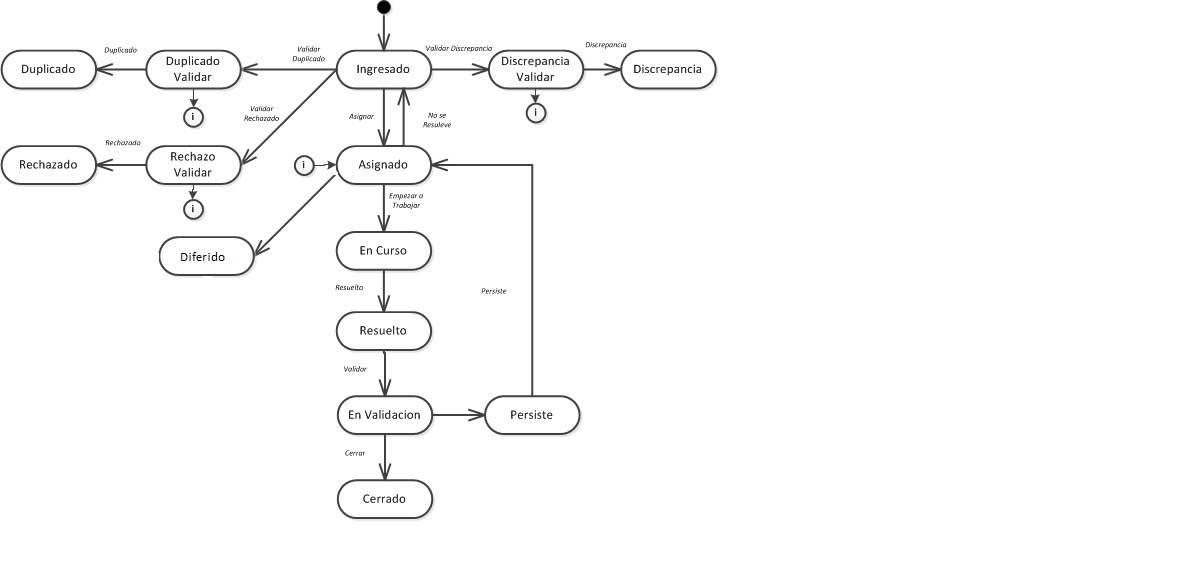 Duplicado
Validar
Duplicado
Validar Discrepancia
Discrepancia
Duplicado
Duplicado
Validar
Ingresado
Discrepancia
Validar
Discrepancia
i
i
Validar
Rechazado
Asignar
No se
Resuleve
Rechazado
Rechazado
Rechazo
Validar
i
Asignado
i
Empezar a
Trabajar
Diferido
En Curso
Resuelto
Persiste
Resuelto
Validar
En Validacion
Persiste
Cerrar
Cerrado